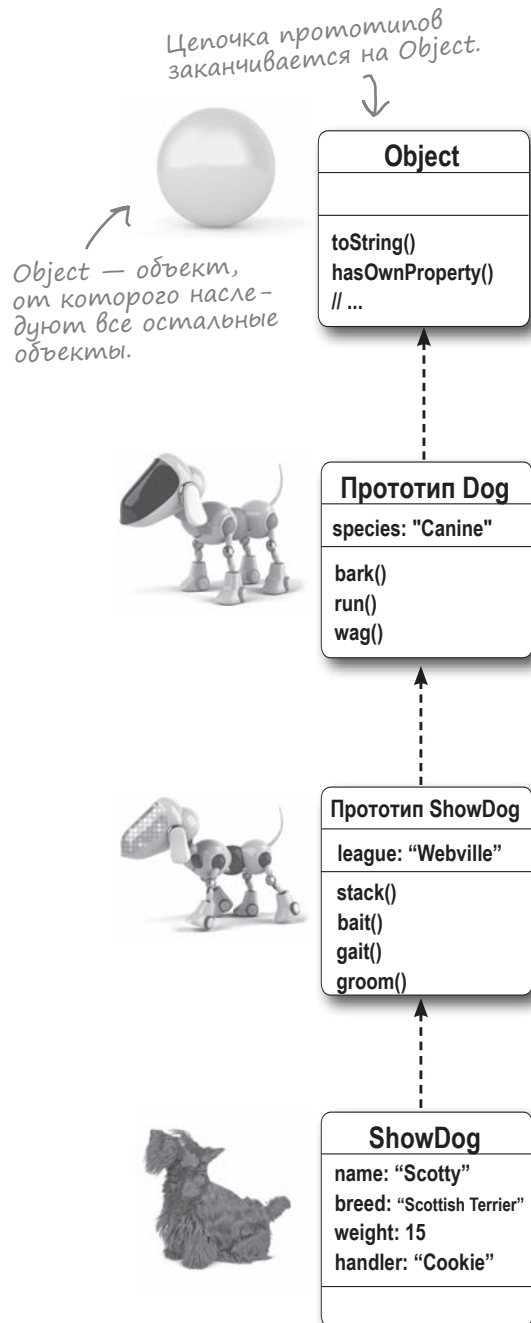 Цепочка прототипов
заканчивается на Object.
Object
toString()
hasOwnProperty()
// ...
Object — объект,
от которого насле-
дуют все остальные
объекты.
Прототип Dog
species: "Canine"
bark()
run()
wag()
Прототип ShowDog
league: “Webville”
stack()
bait()
gait()
groom()
ShowDog
name: “Scotty”
breed: “Scottish Terrier”
weight: 15
handler: “Cookie”